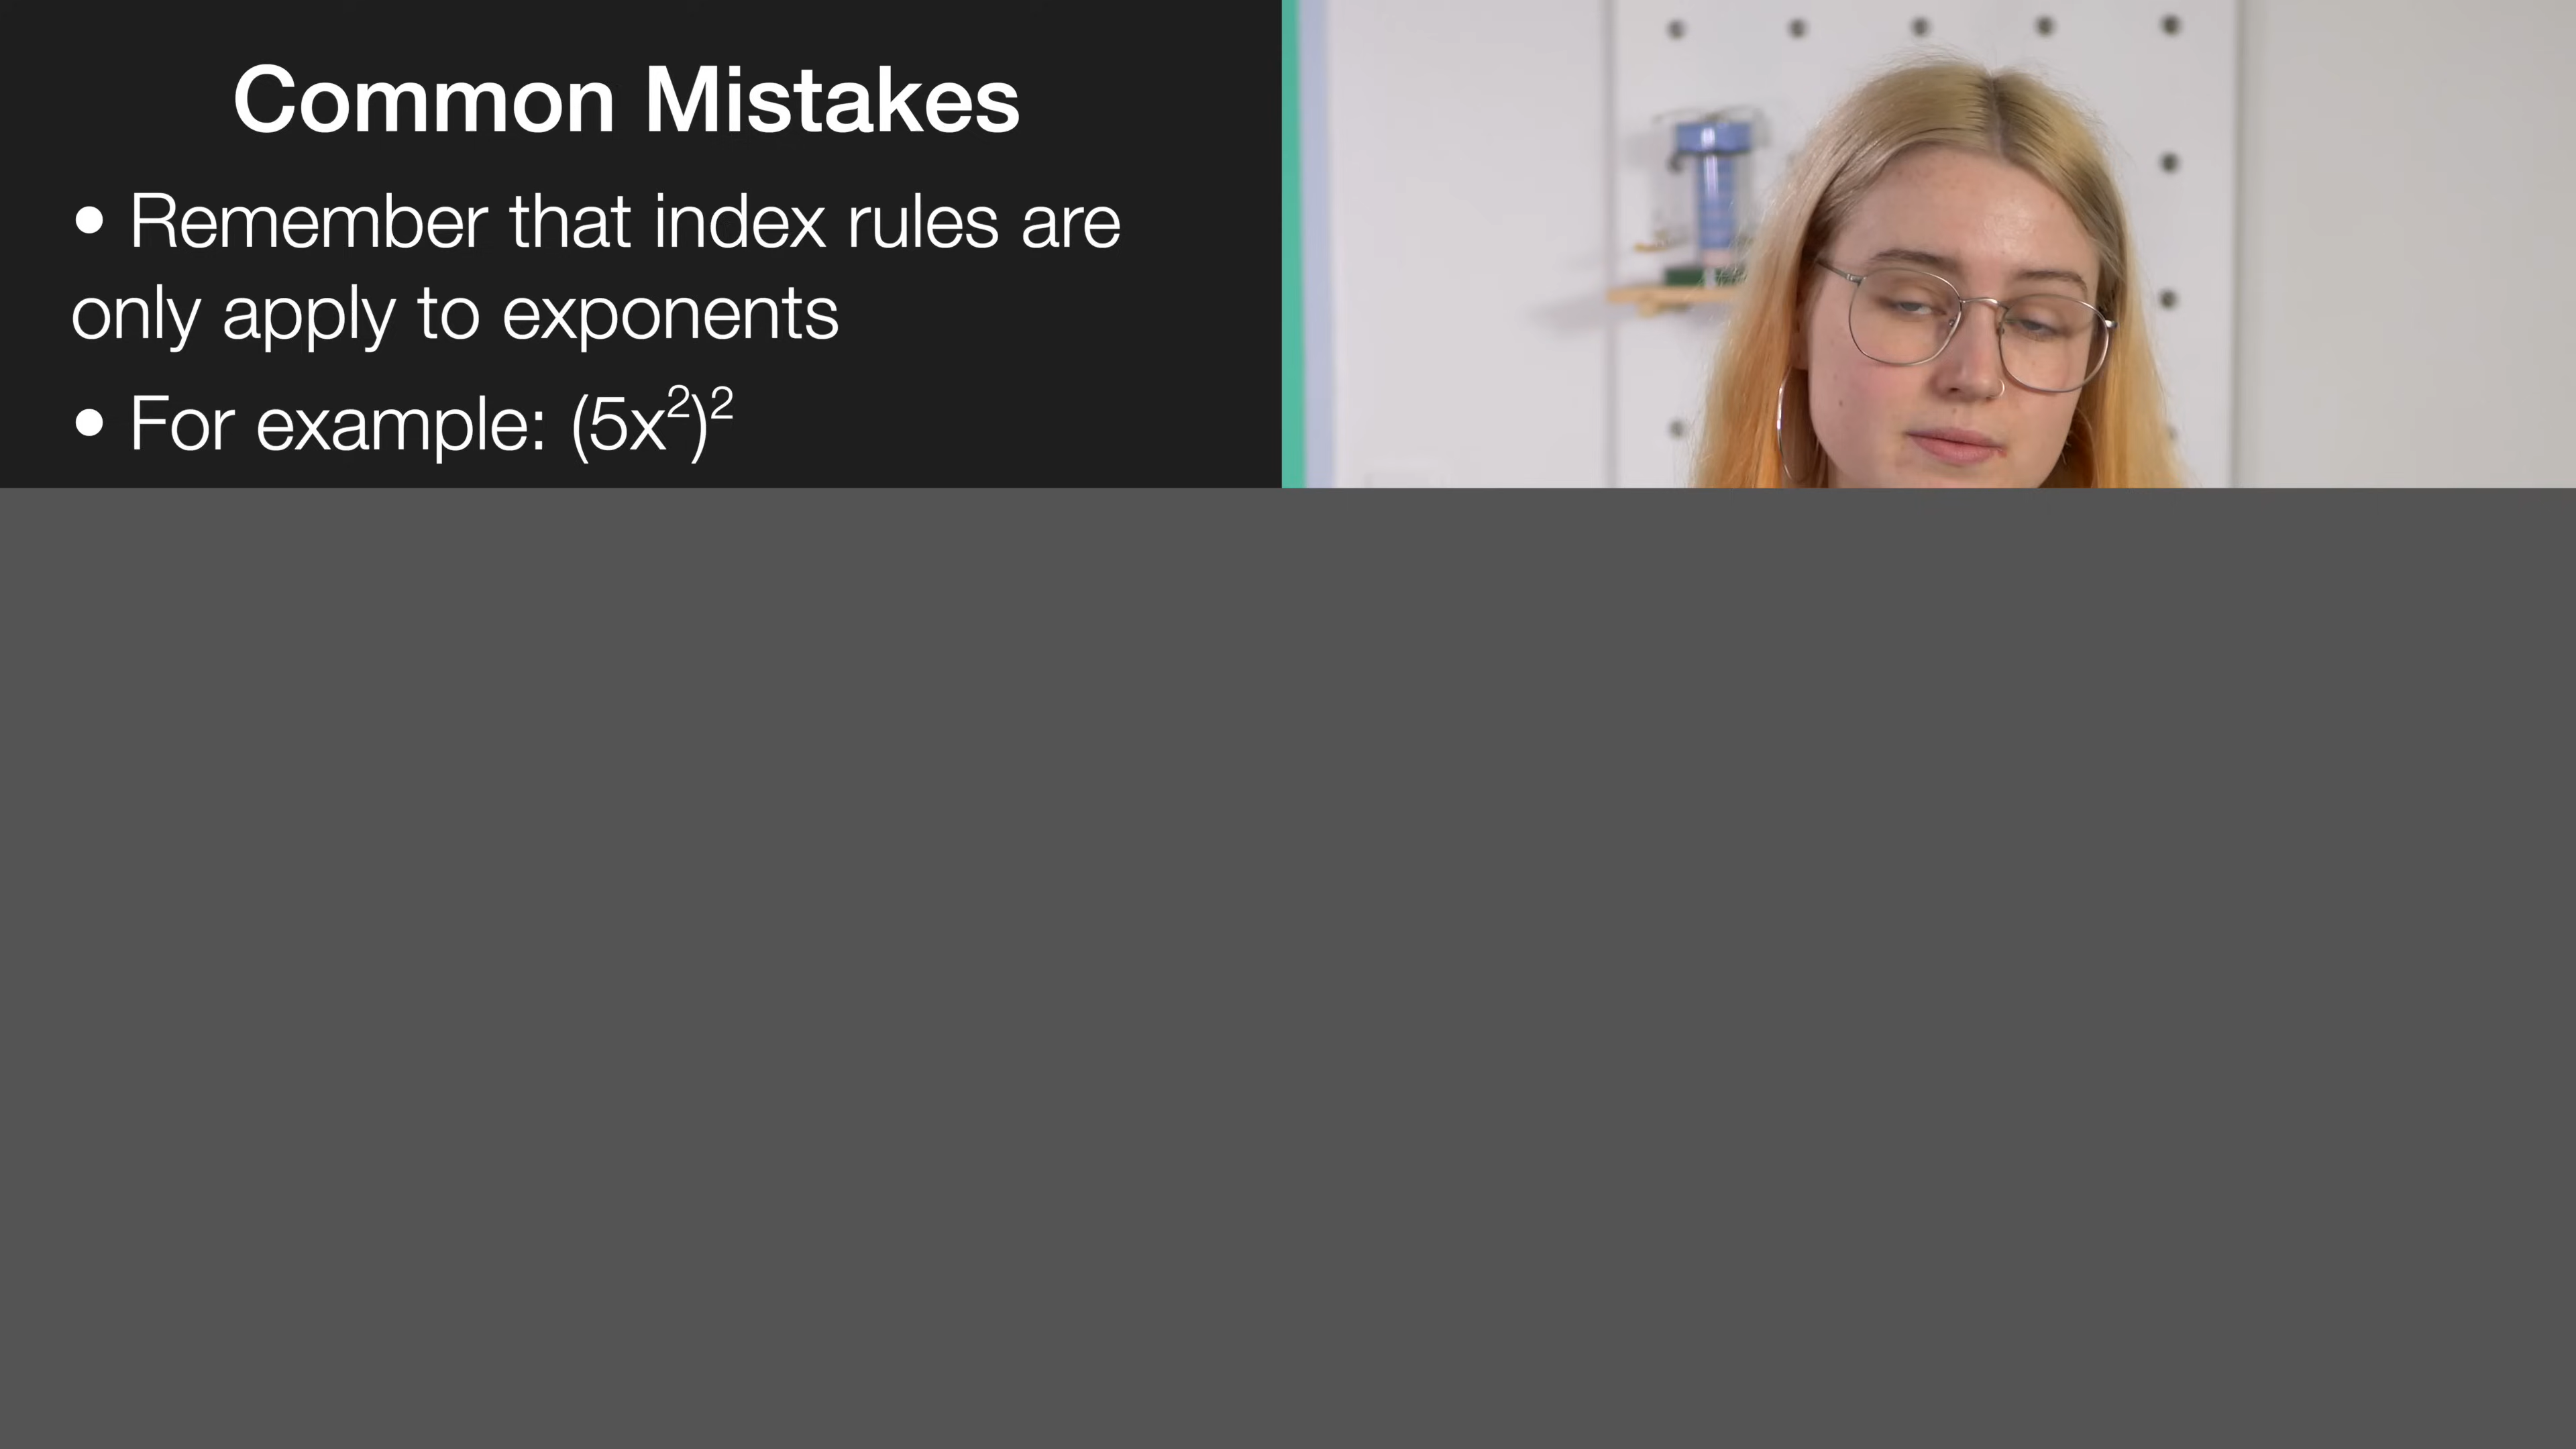 Common Mistakes
• Remember that index rules are
only apply to exponents
• For example: (5x²)²